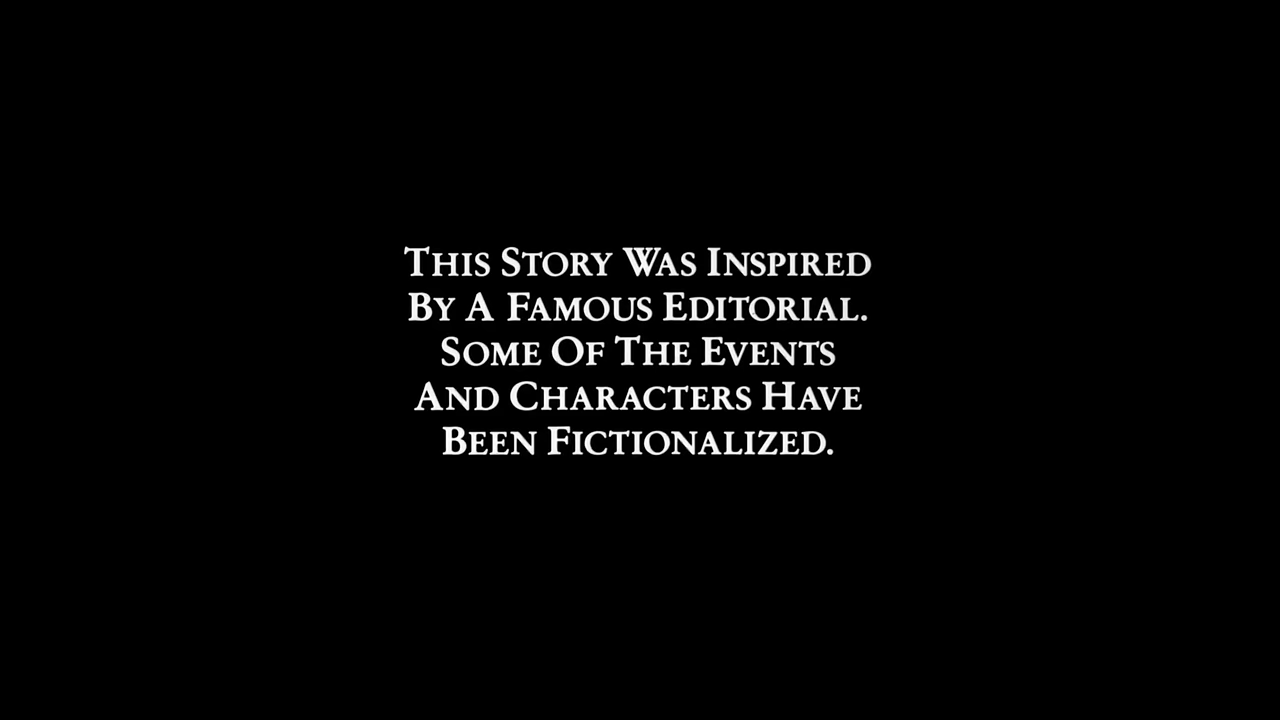 THIS STORY WAS INSPIRED
BY A FAMOUS EDITORIAL.
SOME OF THE EVENTS
AND CHARACTERS HAVE
BEEN FICTIONALIZED.